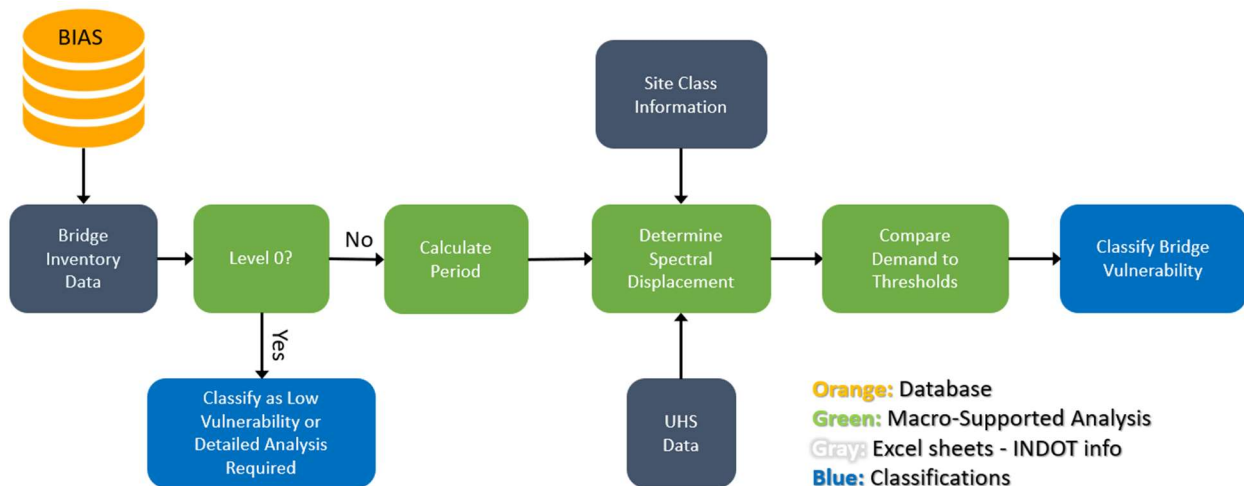 BIAS
Site Class
Information
Bridge
Inventory
Data
Level 0?
No
Calculate
Period
Determine
Spectral
Displacement
Compare
Demand to
Thresholds
Classify Bridge
Vulnerability
Yes
Classify as Low
Vulnerability or
Detailed Analysis
Required
UHS
Data
Orange: Database
Green: Macro-Supported Analysis
Gray: Excel sheets - INDOT info
Blue: Classifications